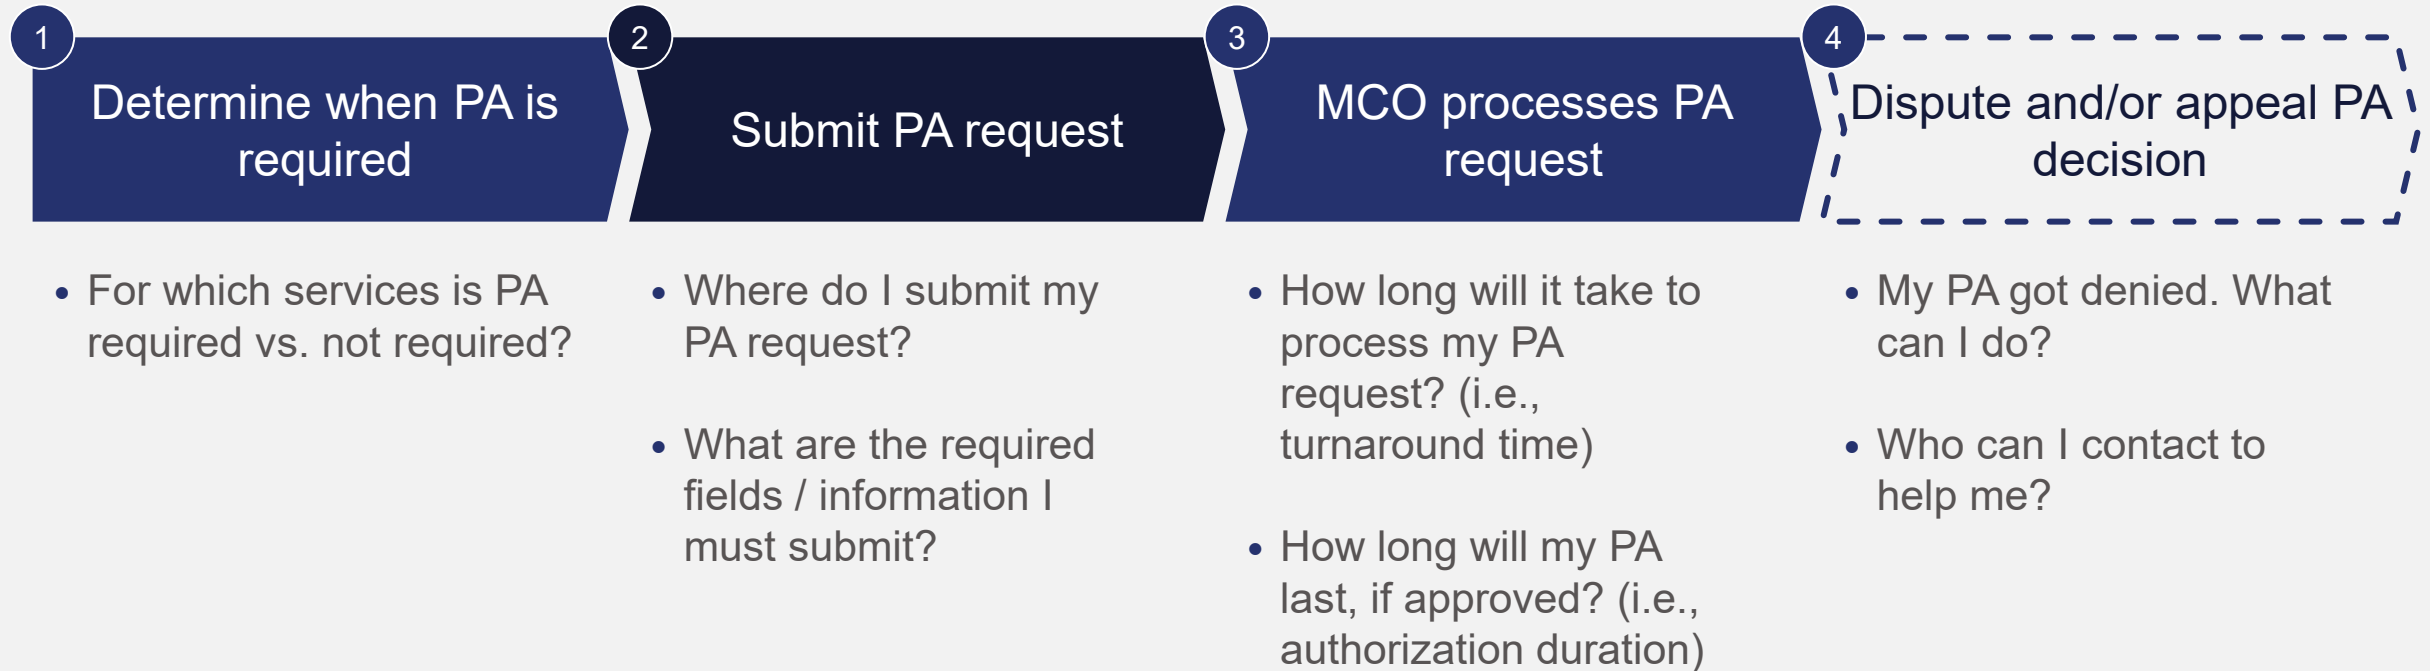 1
Determine when PA is
required
• For which services is PA
required vs. not required?
2
Submit PA request
• Where do I submit my
PA request?
• What are the required
fields / information I
must submit?
3
MCO processes PA
request
• How long will it take to
process my PA
request? (i.e.,
turnaround time)
• How long will my PA
last, if approved? (i.e.,
authorization duration)
4
Dispute and/or appeal PA
decision
• My PA got denied. What
can I do?
• Who can I contact to
help me?